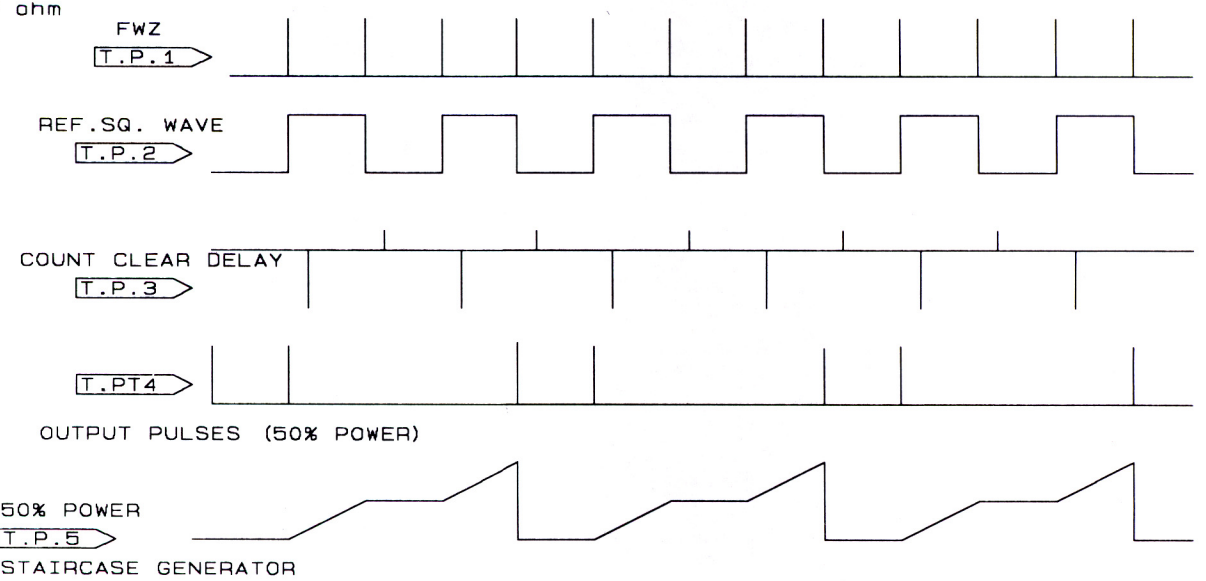 ohm
FWZ
T.P.1
REF.SQ. WAVE
T.P.2
COUNT CLEAR DELAY
T.P.3
T.PT4
OUTPUT PULSES (50% POWER)
50% POWER
T.P.5
STAIRCASE GENERATOR